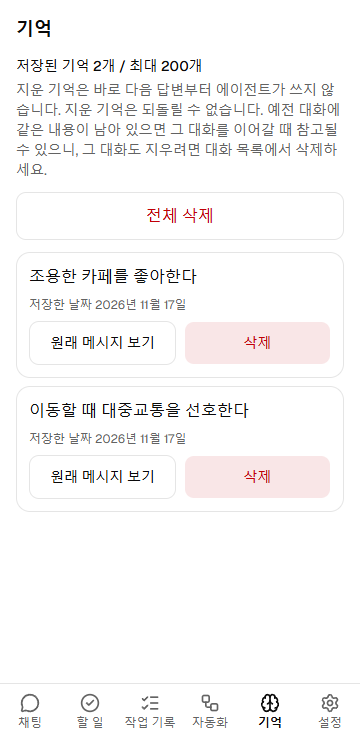 기억
저장된 기억 2개 / 최대 200개
지운 기억은 바로 다음 답변부터 에이전트가 쓰지 않
습니다. 지운 기억은 되돌릴 수 없습니다. 예전 대화에
같은 내용이 남아 있으면 그 대화를 이어갈 때 참고될
수 있으니, 그 대화도 지우려면 대화 목록에서 삭제하
세요.
전체 삭제
조용한 카페를 좋아한다
저장한 날짜 2026년 11월 17일
원래 메시지 보기 삭제
이동할 때 대중교통을 선호한다
저장한 날짜 2026년 11월 17일
원래 메시지 보기 삭제
채팅 할 일 작업 기록 자동화 기억 설정